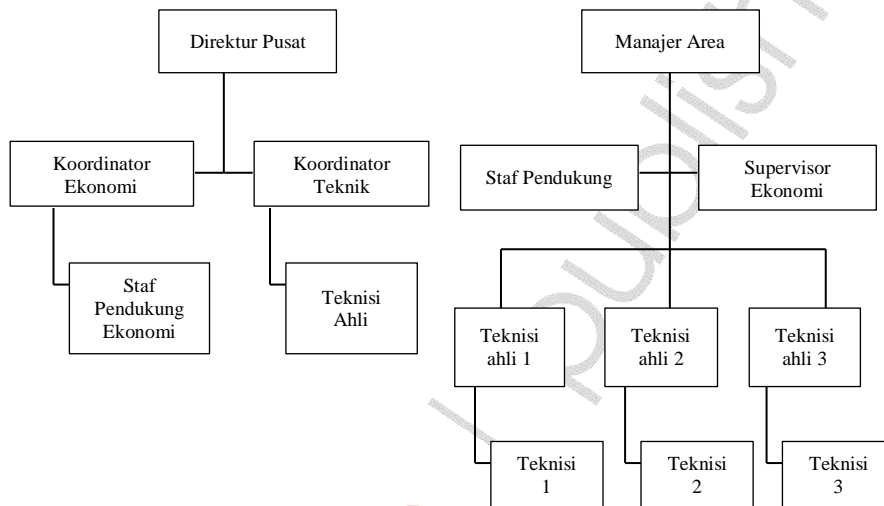 Direktur Pusat
Manajer Area
Koordinator
Ekonomi
Koordinator
Teknik
Staf Pendukung
Supervisor
Ekonomi
Staf
Pendukung
Ekonomi
Teknisi
Ahli
Teknisi
ahli 1
Teknisi
ahli 2
Teknisi
ahli 3
Teknisi
1
Teknisi
2
Teknisi
3
publish